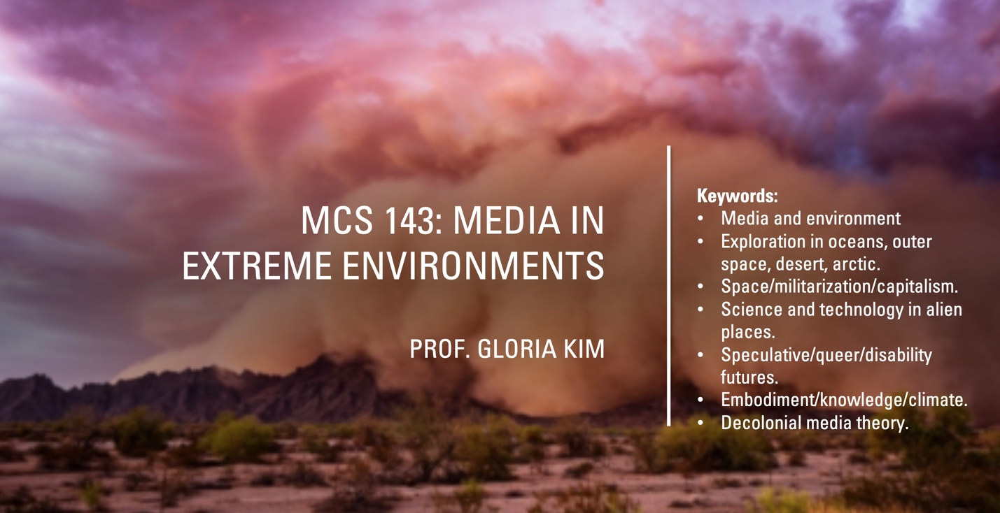 MCS 143: MEDIA IN
EXTREME ENVIRONMENTS
PROF. GLORIA KIM
Keywords:
• Media and environment
• Exploration in oceans, outer
space, desert, arctic.
• Space/militarization/capitalism.
• Science and technology in alien
places.
• Speculative/queer/disability
futures.
• Embodiment/knowledge/climate.
• Decolonial media theory.